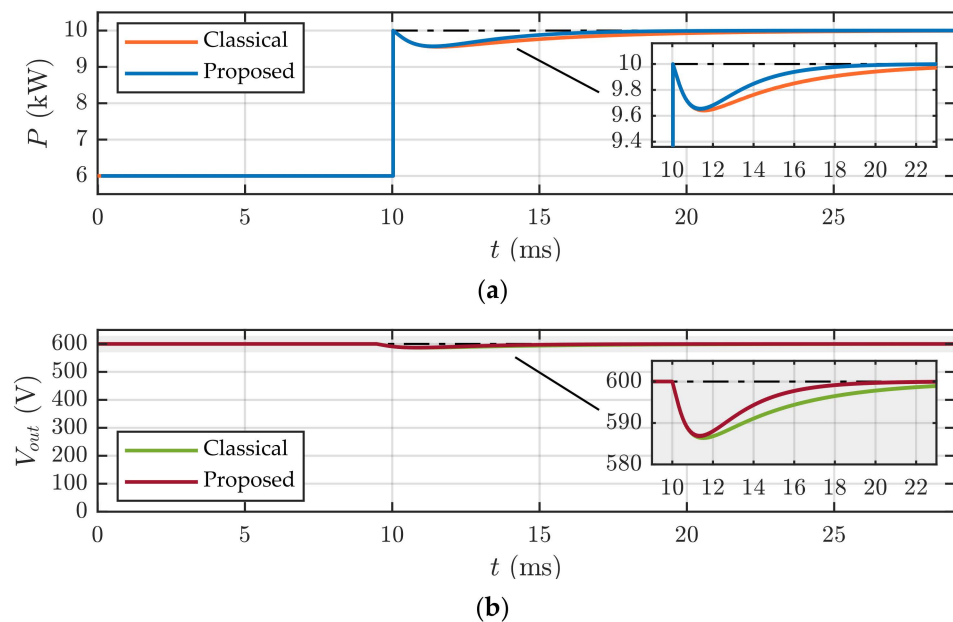 10
9
8
7
6
P (kW)
Classical
Proposed
10
9.8
9.6
9.4
10 12 14 16 18 20 22
0 5 10 15 20 25
t (ms)
(a)
600
500
400
300
200
100
0
V_out (V)
Classical
Proposed
600
590
580
10 12 14 16 18 20 22
0 5 10 15 20 25
t (ms)
(b)